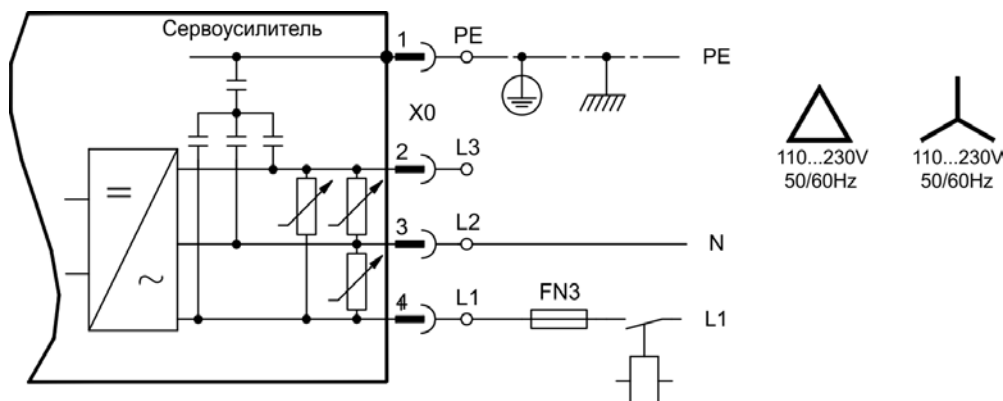 Сервоусилитель
1 PE PE
X0
2 L3
3 L2 N
4 L1 FN3 L1
110...230V 110...230V
50/60Hz 50/60Hz